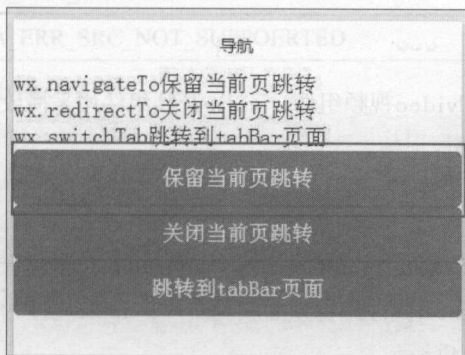 导航
wx.navigateTo保留当前页跳转
wx.redirectTo关闭当前页跳转
wx.switchTab跳转到tabBar页面
保留当前页跳转
关闭当前页跳转
跳转到tabBar页面